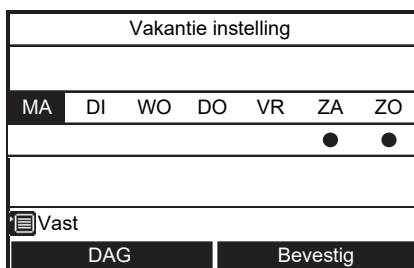 Vakantie instelling
MA DI WO DO VR ZA ZO
Vast
DAG Bevestig